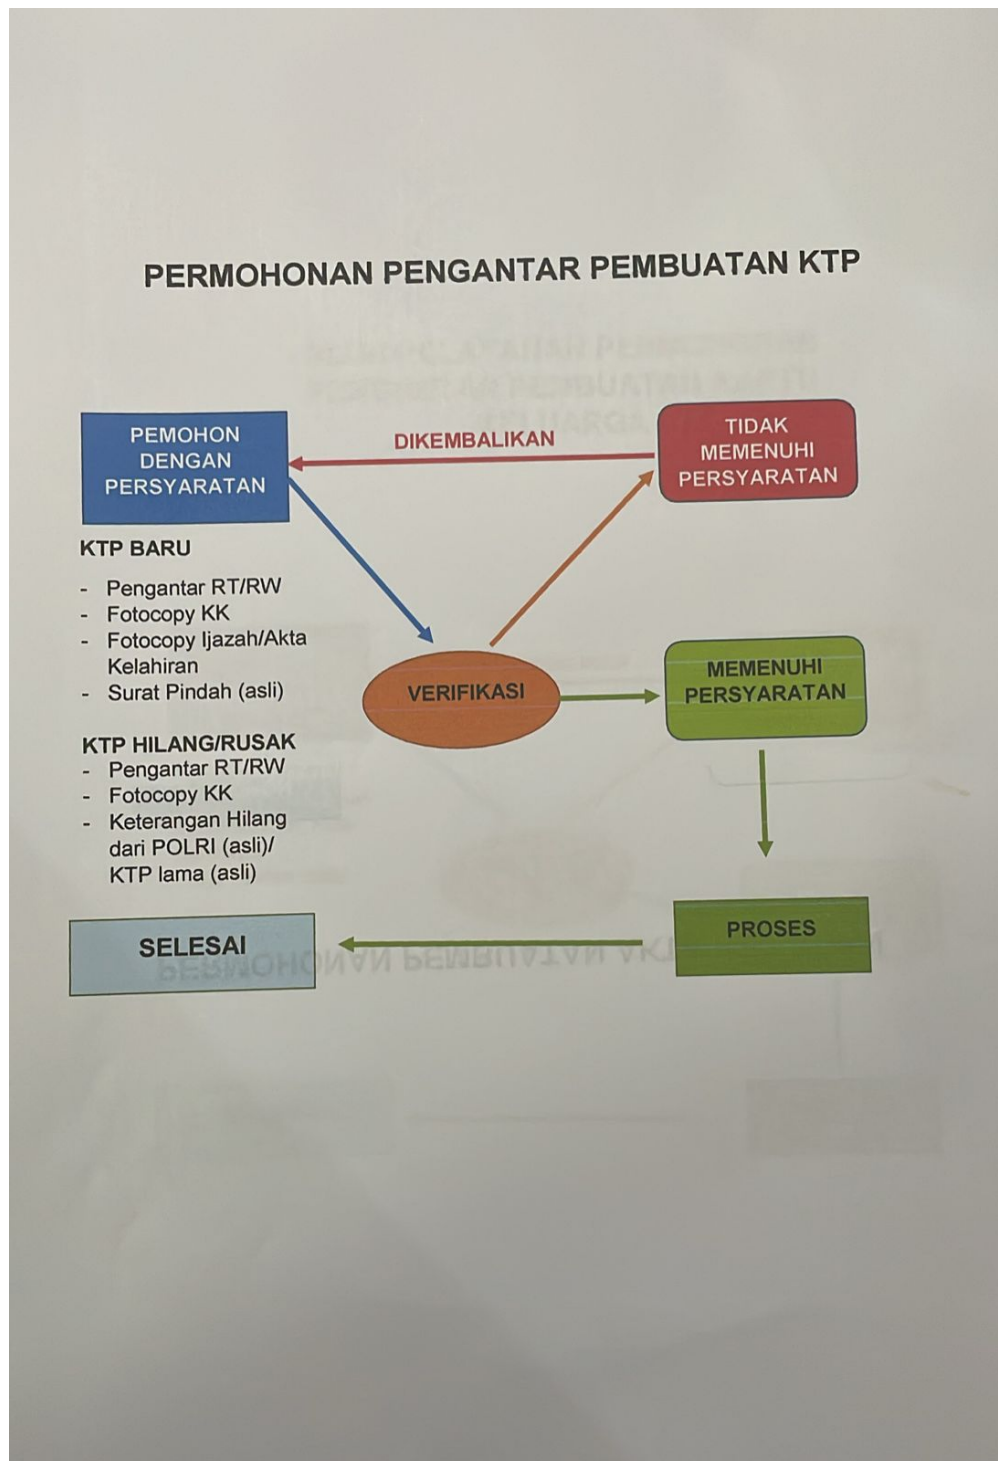 PERMOHONAN PENGANTAR PEMBUATAN KTP
PEMOHON
DENGAN
PERSYARATAN
DIKEMBALIKAN
TIDAK
MEMENUHI
PERSYARATAN
KTP BARU
- Pengantar RT/RW
- Fotocopy KK
- Fotocopy Ijazah/Akta
Kelahiran
- Surat Pindah (asli)
VERIFIKASI
MEMENUHI
PERSYARATAN
KTP HILANG/RUSAK
- Pengantar RT/RW
- Fotocopy KK
- Keterangan Hilang
dari POLRI (asli)/
KTP lama (asli)
PROSES
SELESAI